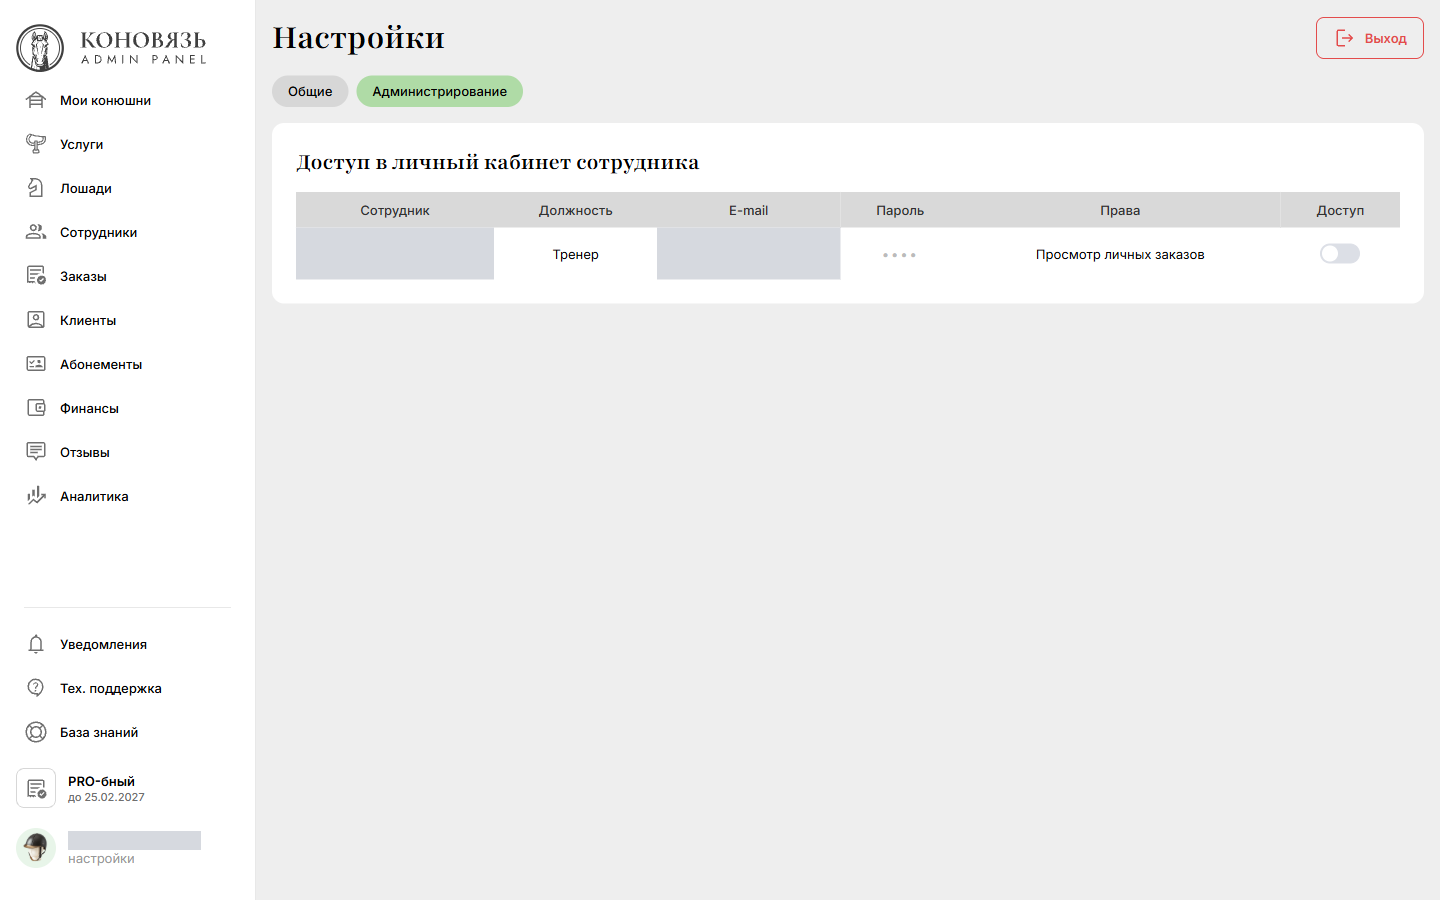 КОНОВЯЗЬ
ADMIN PANEL
Мои конюшни
Услуги
Лошади
Сотрудники
Заказы
Клиенты
Абонементы
Финансы
Отзывы
Аналитика
Уведомления
Тех. поддержка
База знаний
PRO-бный
до 25.02.2027
настройки
Настройки
Выход
Общие
Администрирование
Доступ в личный кабинет сотрудника
Сотрудник Должность E-mail Пароль Права Доступ
Тренер •••• Просмотр личных заказов